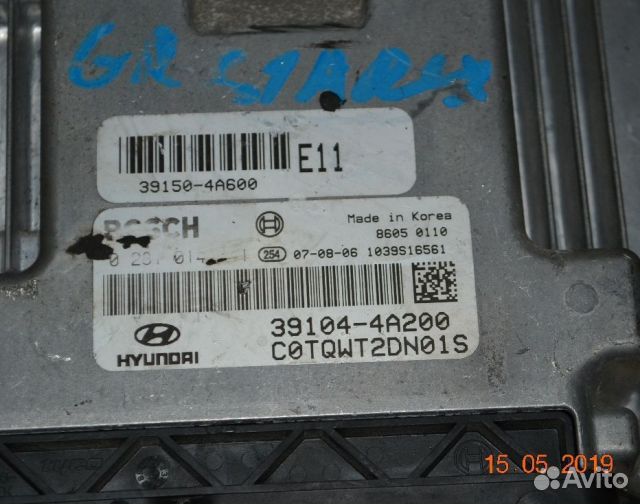 GR STAREX
E11
39150-4A600
BOSCH
Made in Korea
8605 0110
254 07-08-06 1039S16561
39104-4A200
HYUNDAI
C0TQWT2DN01S
15.05.2019
Avito